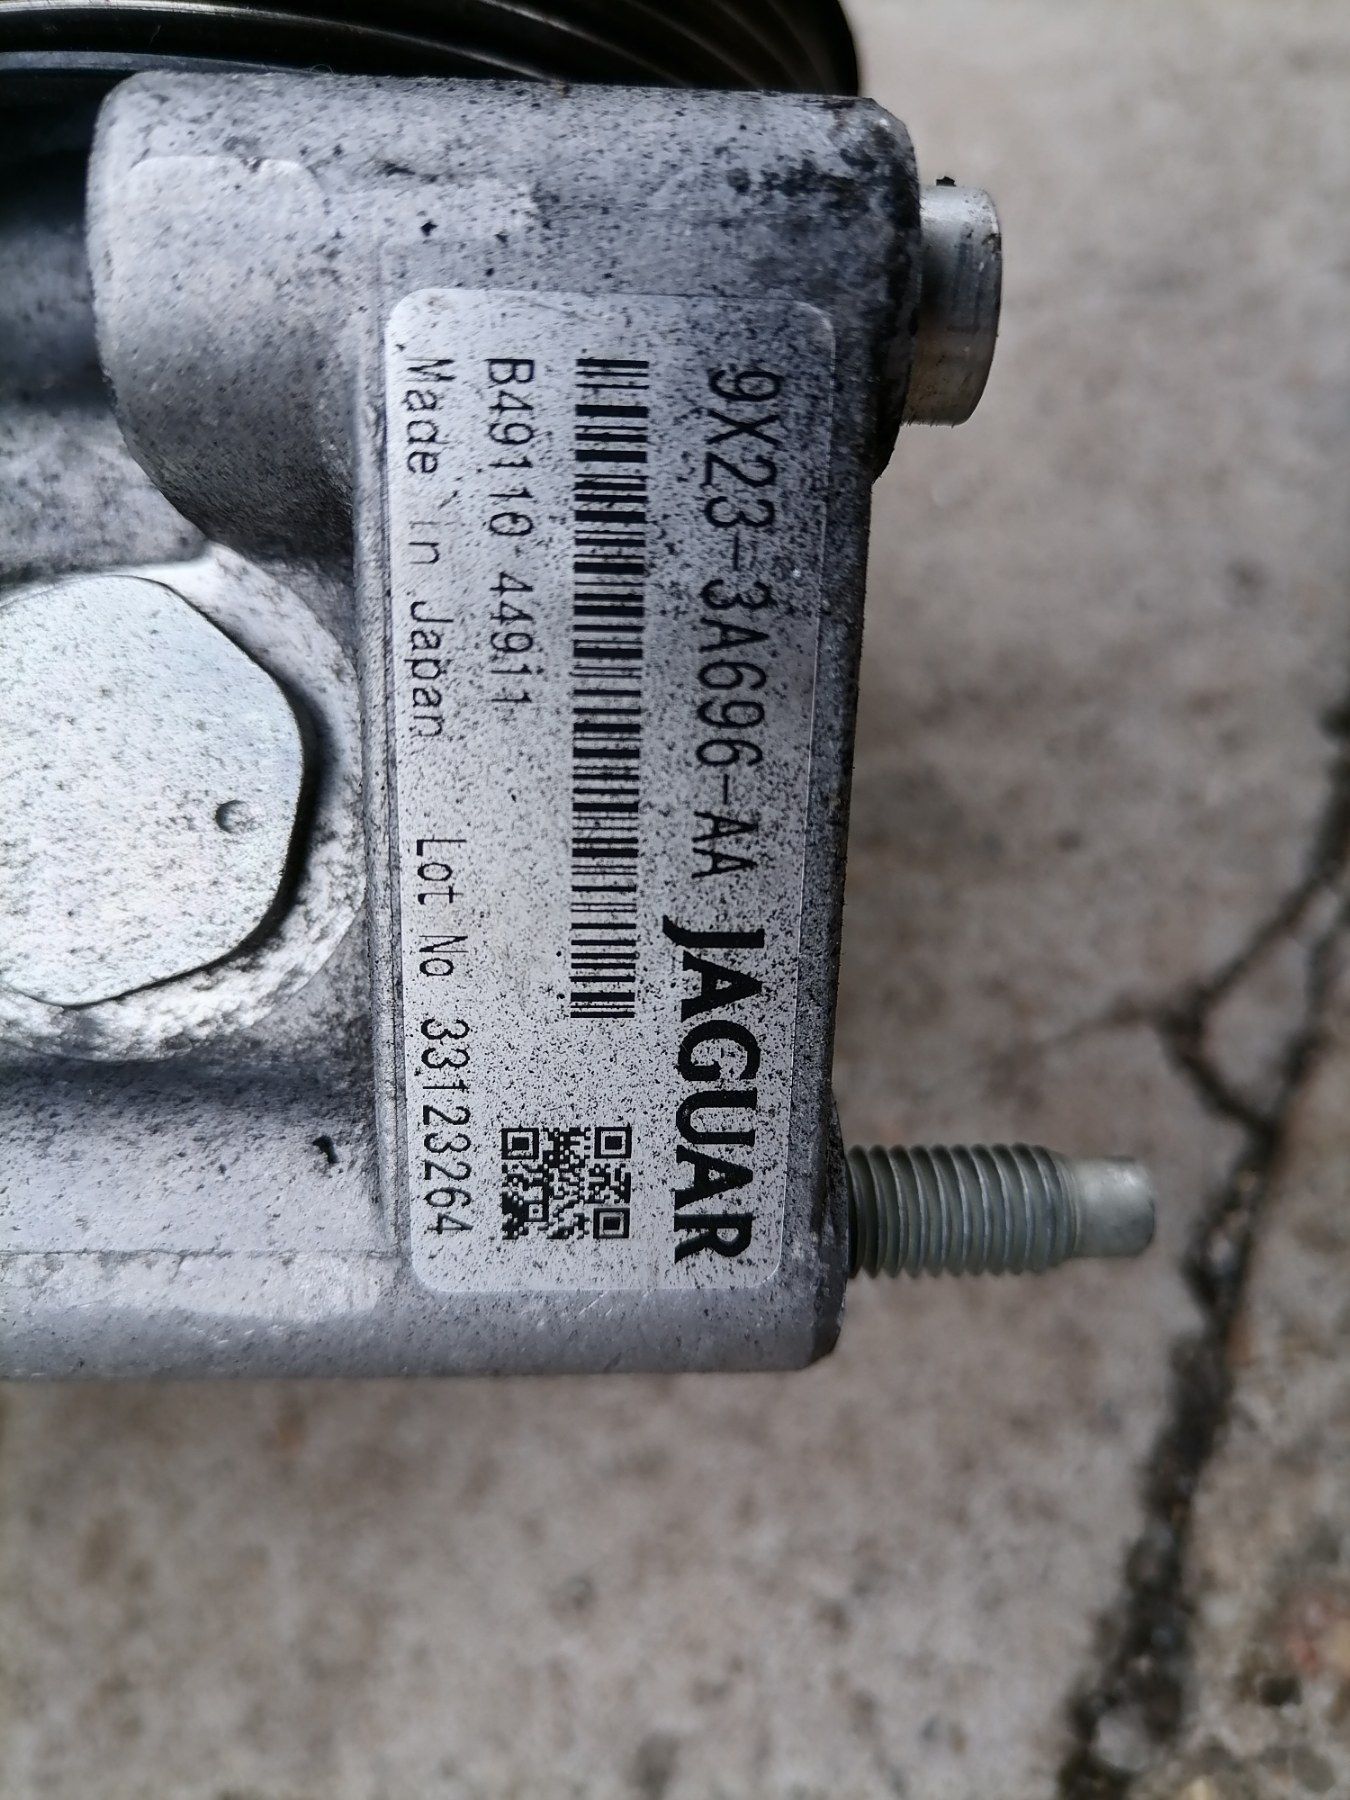 9X23-3A696-AA JAGUAR
B49110-44911
Made in Japan Lot No 33123264